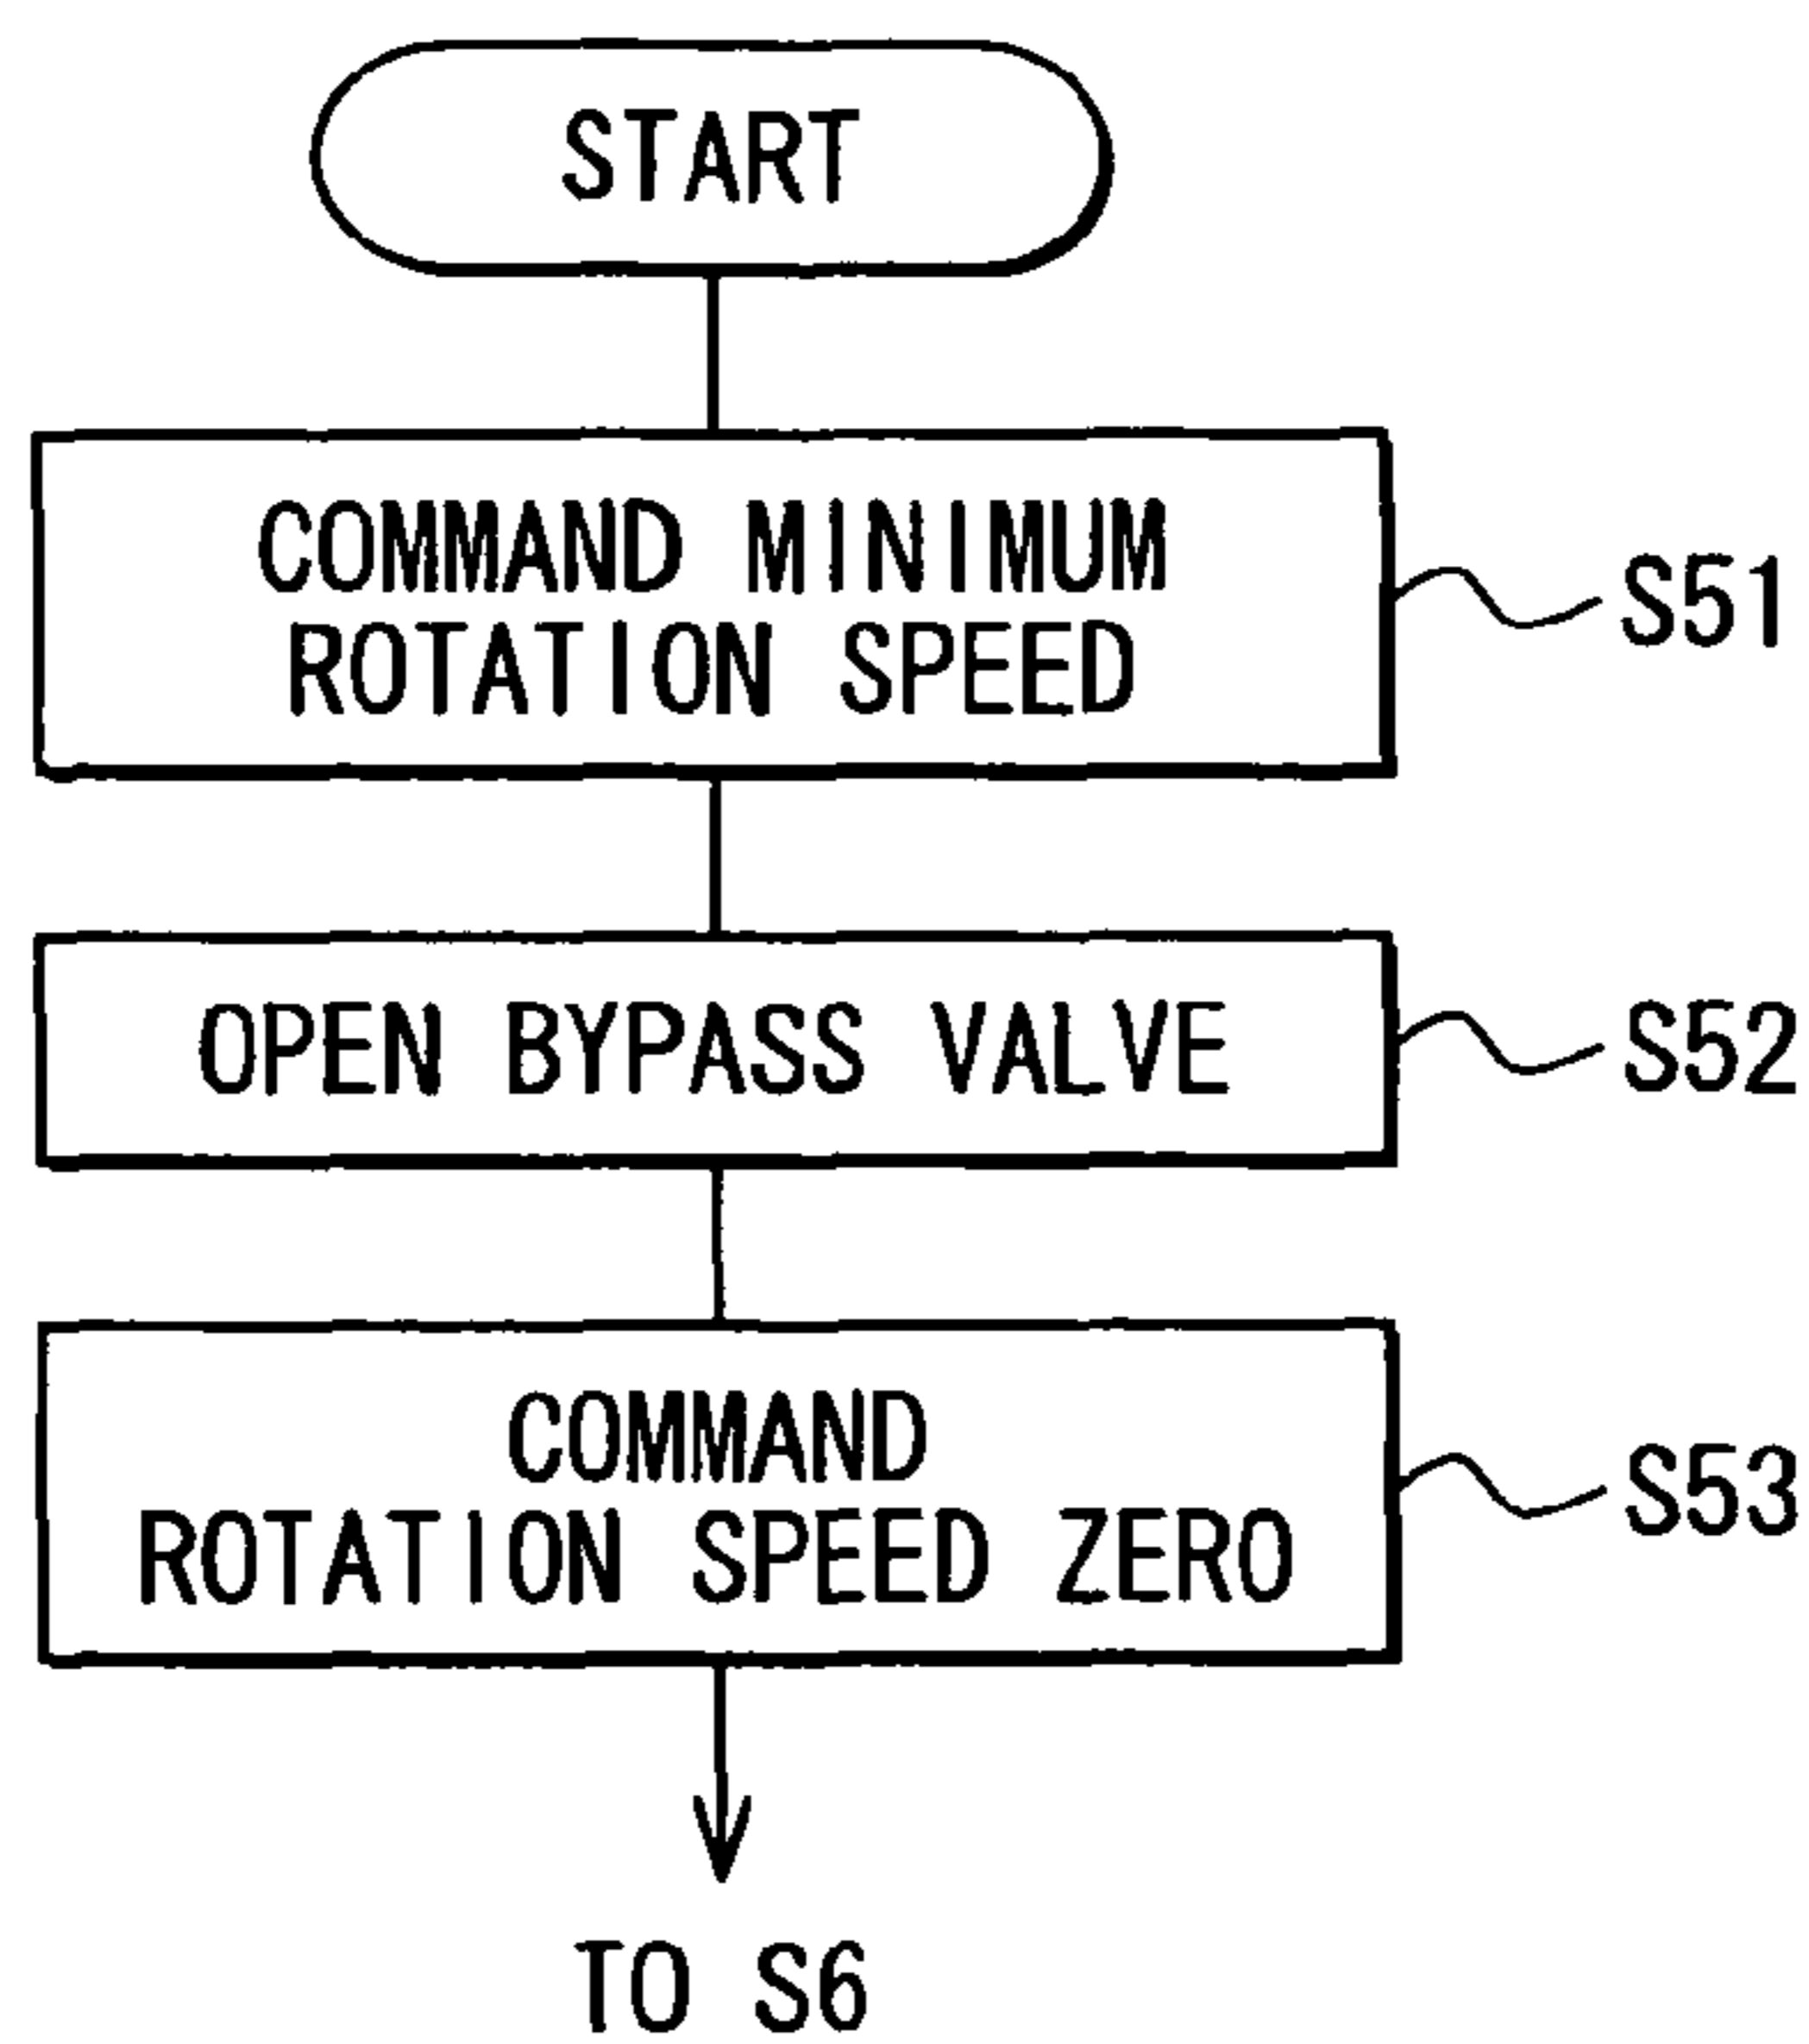 START
COMMAND MINIMUM
ROTATION SPEED
S51
OPEN BYPASS VALVE
S52
COMMAND
ROTATION SPEED ZERO
S53
TO S6